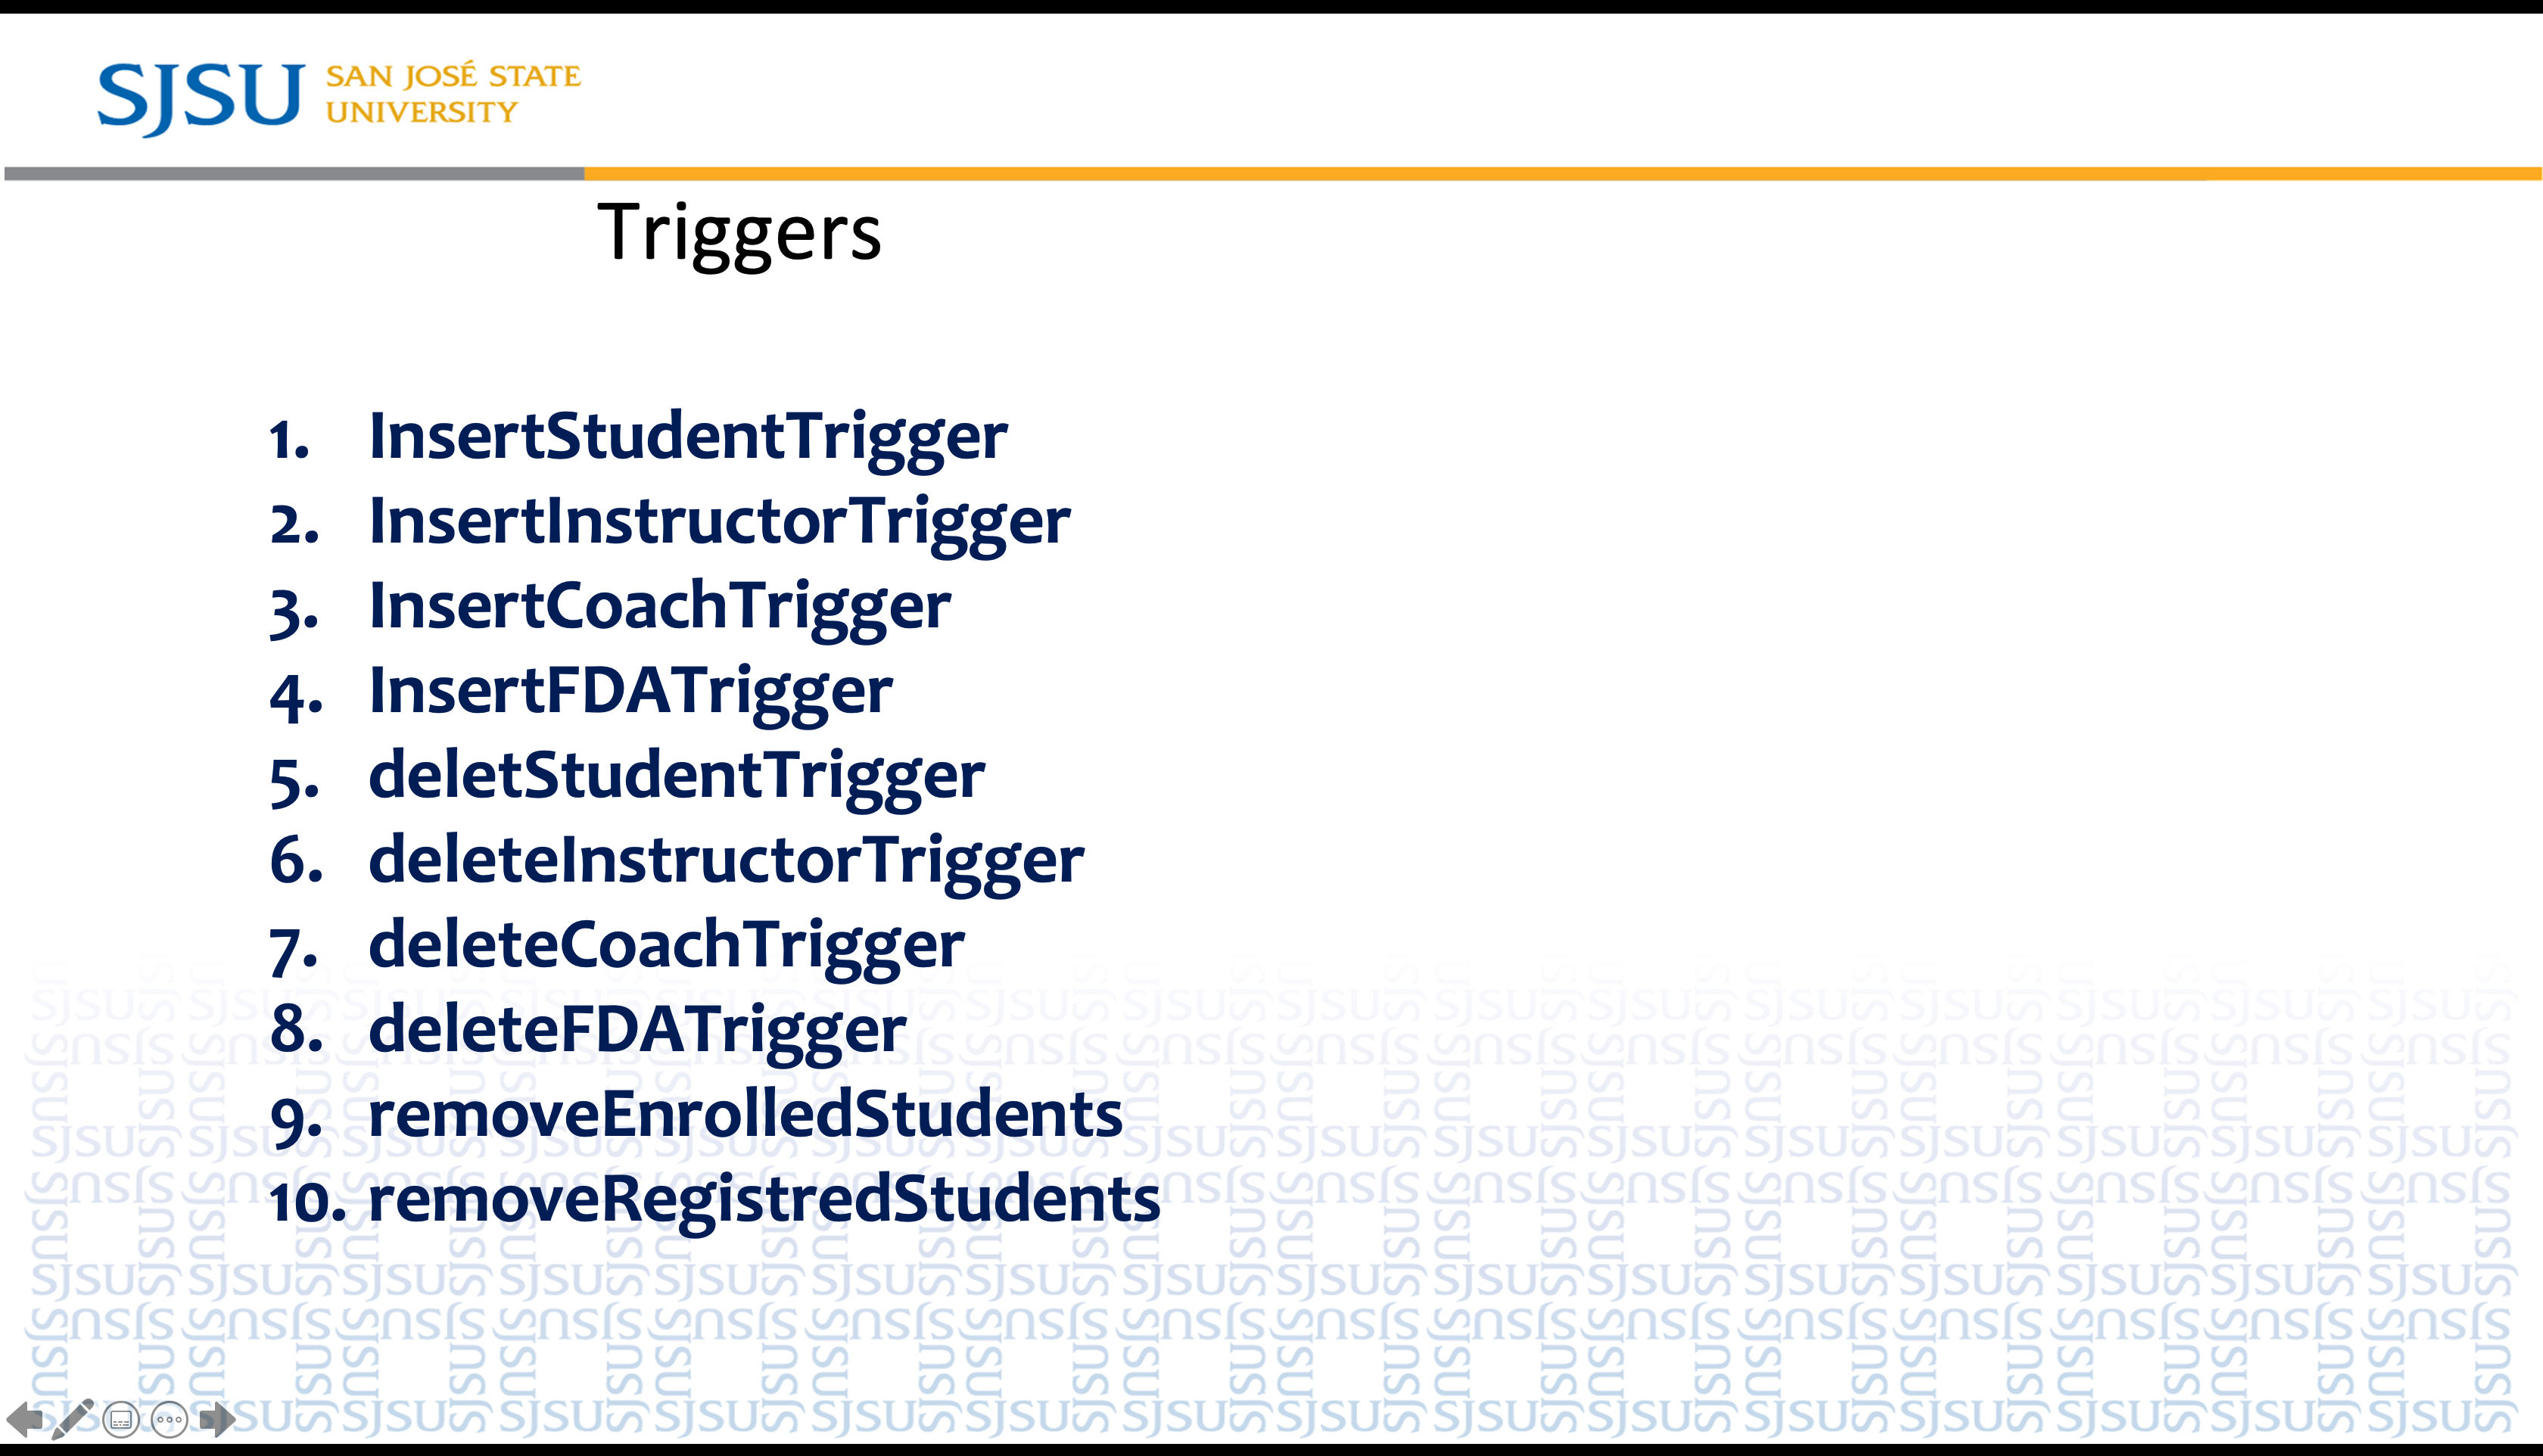 SJSU SAN JOSÉ STATE
UNIVERSITY
Triggers
1. InsertStudentTrigger
2. InsertInstructorTrigger
3. InsertCoachTrigger
4. InsertFDATrigger
5. deletStudentTrigger
6. deleteInstructorTrigger
7. deleteCoachTrigger
8. deleteFDATrigger
9. removeEnrolledStudents
10. removeRegistredStudents